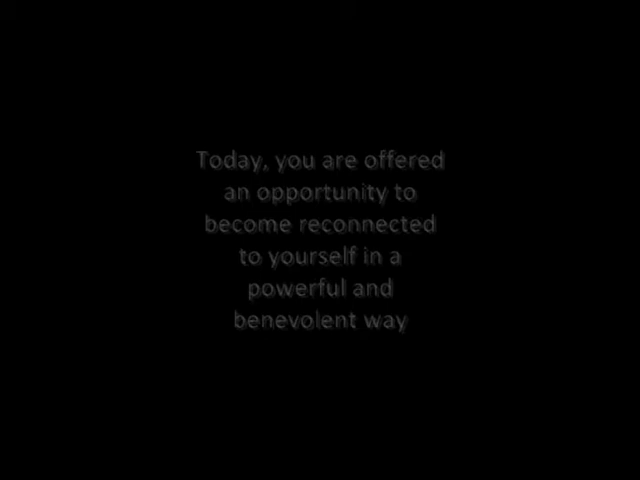 Today, you are offered
an opportunity to
become reconnected
to yourself in a
powerful and
benevolent way